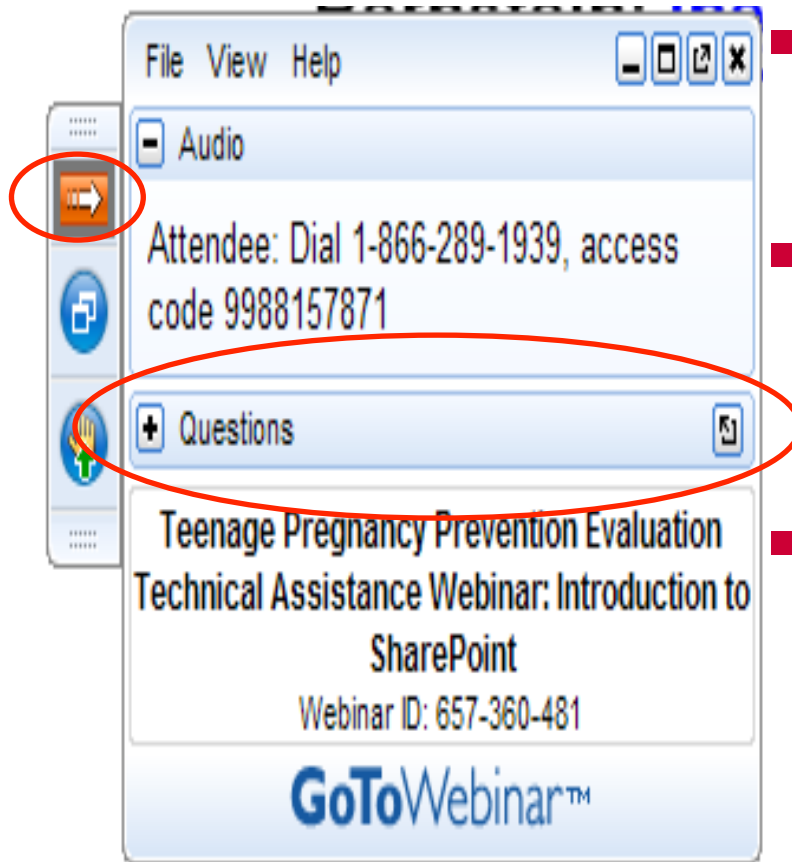 File View Help
Audio
Attendee: Dial 1-866-289-1939, access
code 9988157871
Questions
Teenage Pregnancy Prevention Evaluation
Technical Assistance Webinar: Introduction to
SharePoint
Webinar ID: 657-360-481
GoToWebinar™